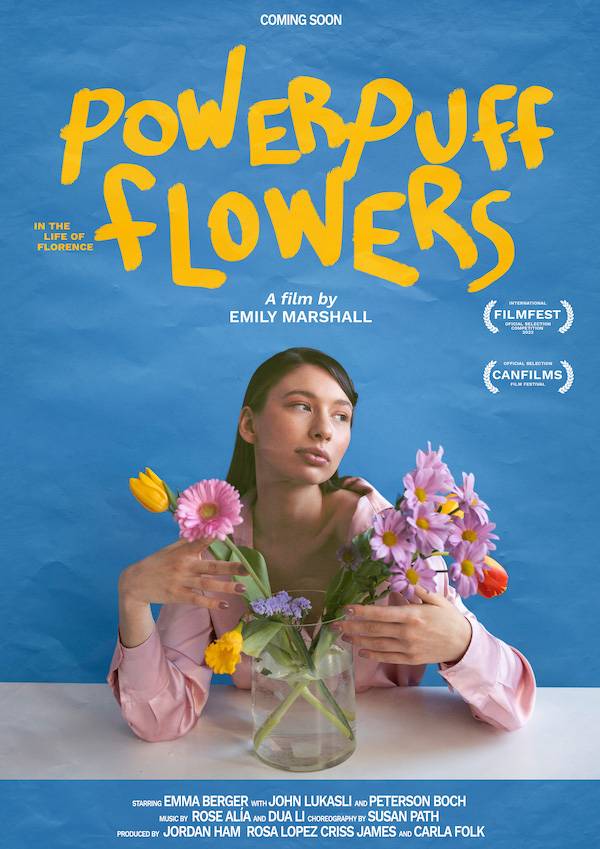 COMING SOON
POWERPUFF
FLOWERS
IN THE
LIFE OF
FLORENCE
A film by
EMILY MARSHALL
INTERNATIONAL
FILMFEST
OFICIAL SELECTION
COMPETITION
OFFICIAL SELECTION
CANFILMS
FILM FESTIVAL
STARRING EMMA BERGER WITH JOHN LUKASLI AND PETERSON BOCH
MUSIC BY ROSE ALÍA AND DUA LI CHOREOGRAPHY BY SUSAN PATH
PRODUCED BY JORDAN HAM ROSA LOPEZ CRISS JAMES AND CARLA FOLK